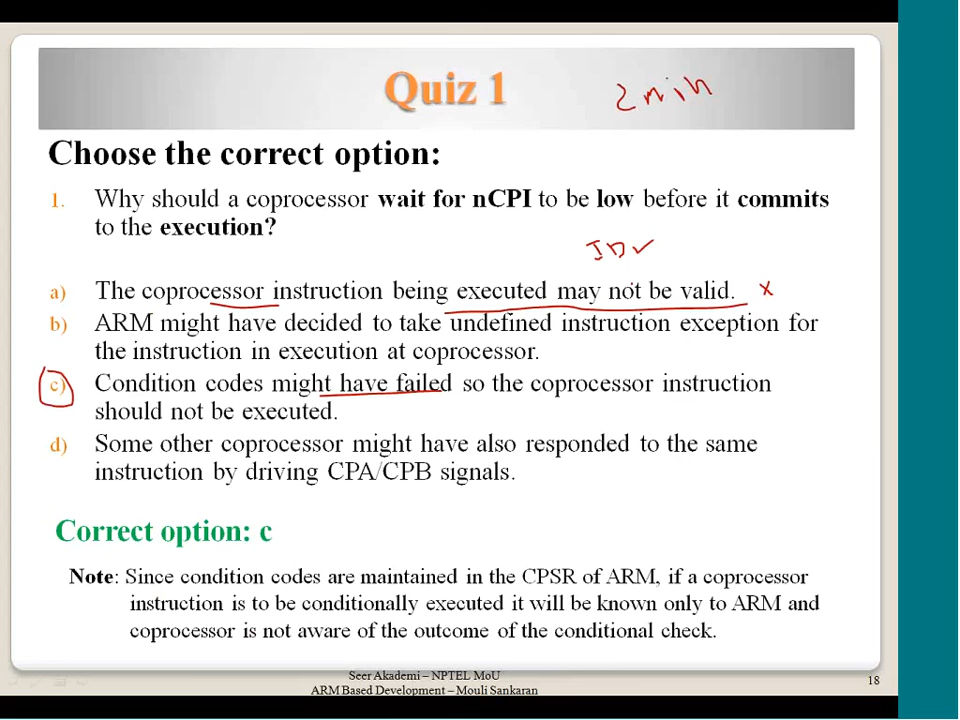 Quiz 1
2 min
Choose the correct option:
1. Why should a coprocessor wait for nCPI to be low before it commits
to the execution?
ID ✓
a) The coprocessor instruction being executed may not be valid. x
b) ARM might have decided to take undefined instruction exception for
the instruction in execution at coprocessor.
c) Condition codes might have failed so the coprocessor instruction
should not be executed.
d) Some other coprocessor might have also responded to the same
instruction by driving CPA/CPB signals.
Correct option: c
Note: Since condition codes are maintained in the CPSR of ARM, if a coprocessor
instruction is to be conditionally executed it will be known only to ARM and
coprocessor is not aware of the outcome of the conditional check.
Seer Akademi – NPTEL MoU
ARM Based Development – Mouli Sankaran
18